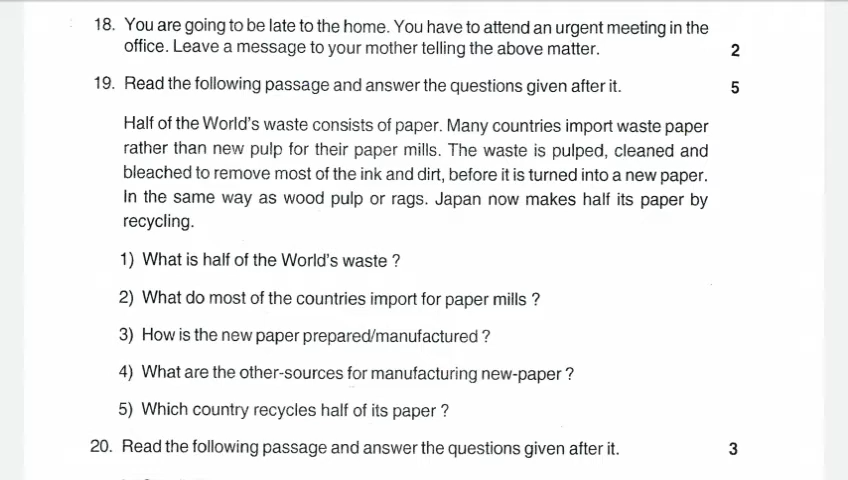 18. You are going to be late to the home. You have to attend an urgent meeting in the
office. Leave a message to your mother telling the above matter. 2
19. Read the following passage and answer the questions given after it. 5
Half of the World's waste consists of paper. Many countries import waste paper
rather than new pulp for their paper mills. The waste is pulped, cleaned and
bleached to remove most of the ink and dirt, before it is turned into a new paper.
In the same way as wood pulp or rags. Japan now makes half its paper by
recycling.
1) What is half of the World's waste ?
2) What do most of the countries import for paper mills ?
3) How is the new paper prepared/manufactured ?
4) What are the other-sources for manufacturing new-paper ?
5) Which country recycles half of its paper ?
20. Read the following passage and answer the questions given after it. 3